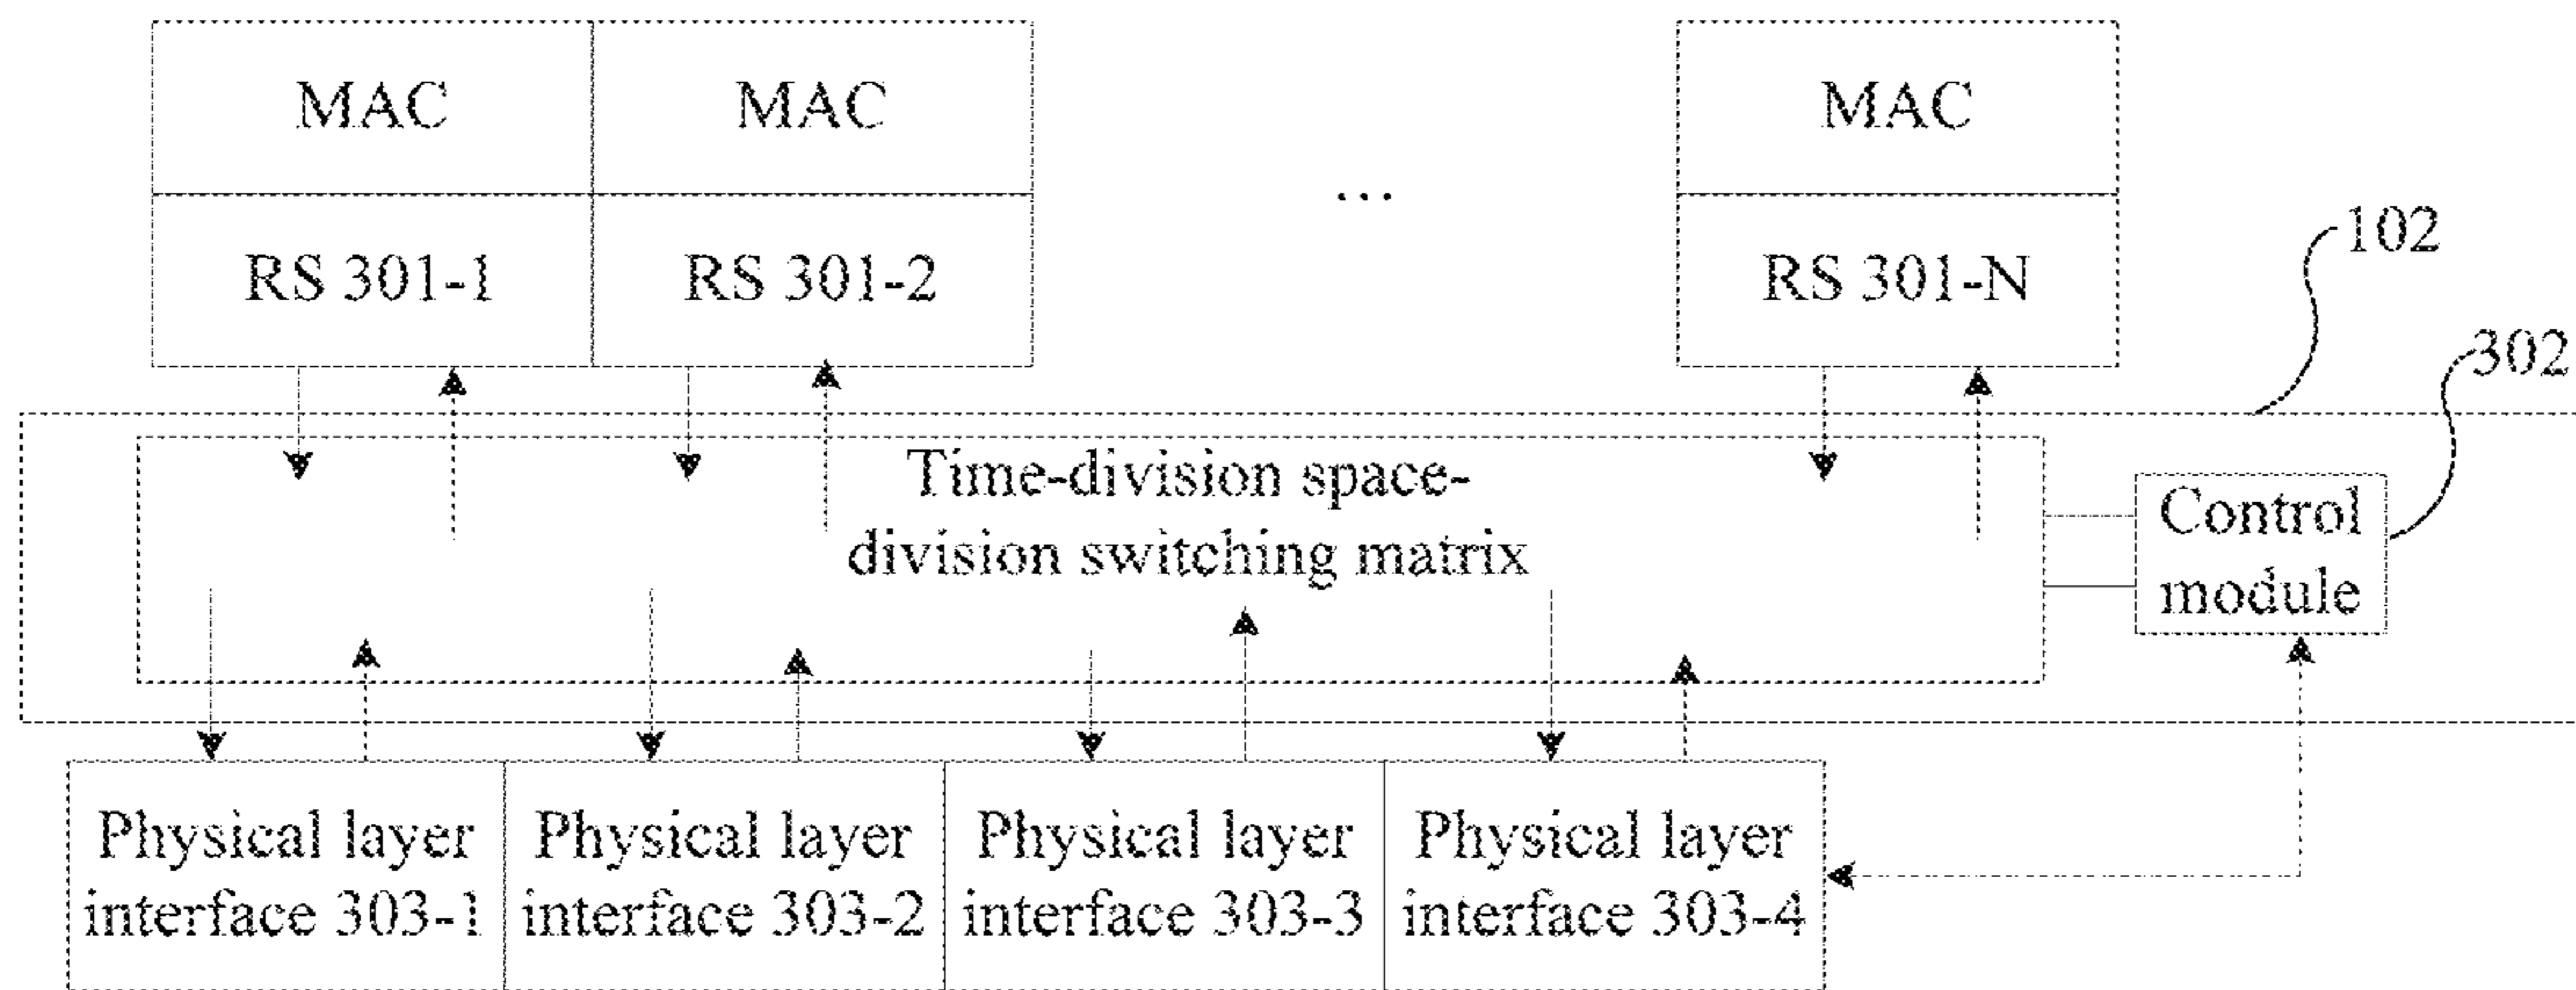 MAC
MAC
MAC
RS 301-1
RS 301-2
...
RS 301-N
102
302
Time-division space-
division switching matrix
Control
module
Physical layer
interface 303-1
Physical layer
interface 303-2
Physical layer
interface 303-3
Physical layer
interface 303-4